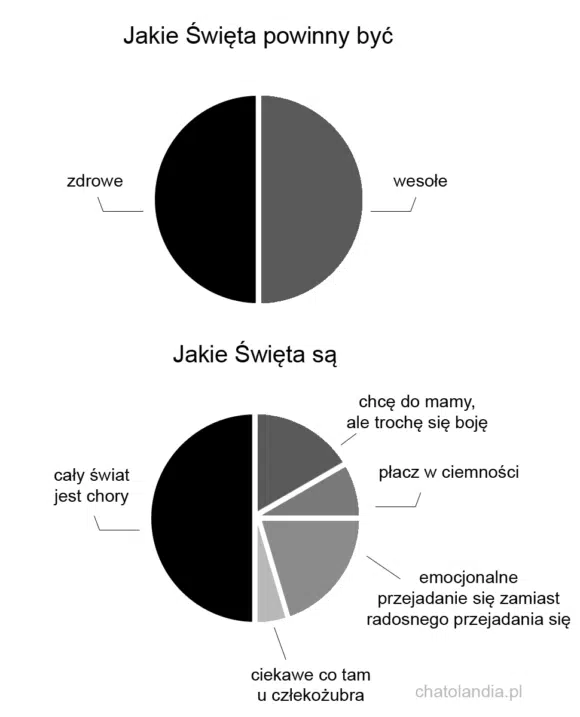 Jakie Święta powinny być
zdrowe
wesołe
Jakie Święta są
chcę do mamy,
ale trochę się boję
cały świat
jest chory
płacz w ciemności
emocjonalne
przejadanie się zamiast
radosnego przejadania się
ciekawe co tam
u człekożubra
chatolandia.pl